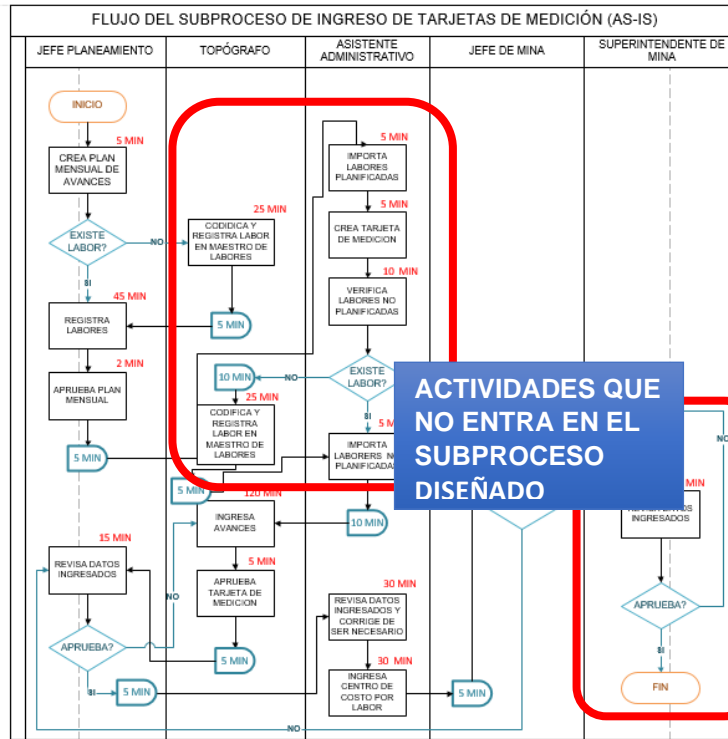 FLUJO DEL SUBPROCESO DE INGRESO DE TARJETAS DE MEDICIÓN (AS-IS)
JEFE PLANEAMIENTO
TOPÓGRAFO
ASISTENTE
ADMINISTRATIVO
JEFE DE MINA
SUPERINTENDENTE DE
MINA
INICIO
5 MIN
CREA PLAN
MENSUAL DE
AVANCES
EXISTE
LABOR?
NO
SI
45 MIN
REGISTRA
LABORES
2 MIN
APRUEBA PLAN
MENSUAL
5 MIN
15 MIN
REVISA DATOS
INGRESADOS
APRUEBA?
NO
SI
5 MIN
NO
25 MIN
CODIDICA Y
REGISTRA LABOR
EN MAESTRO DE
LABORES
5 MIN
10 MIN
25 MIN
CODIFICA Y
REGISTRA
LABOR EN
MAESTRO DE
LABORES
5 MIN
120 MIN
INGRESA
AVANCES
5 MIN
APRUEBA
TARJETA DE
MEDICION
5 MIN
5 MIN
IMPORTA
LABORES
PLANIFICADAS
5 MIN
CREA TARJETA
DE MEDICION
10 MIN
VERIFICA
LABORES NO
PLANIFICADAS
EXISTE
LABOR?
NO
SI
IMPORTA
LABORERS NO
PLANIFICADAS
10 MIN
30 MIN
REVISA DATOS
INGRESADOS Y
CORRIGE DE
SER NECESARIO
30 MIN
INGRESA
CENTRO DE
COSTO POR
LABOR
5 MIN
ACTIVIDADES QUE
NO ENTRA EN EL
SUBPROCESO
DISEÑADO
NO
MIN
INGRESADOS
APRUEBA?
SI
FIN